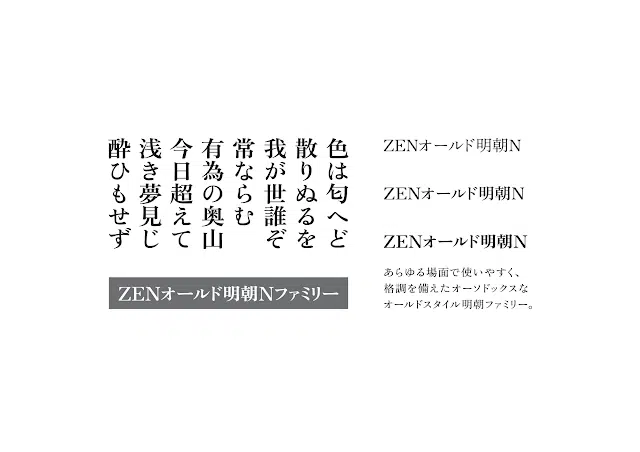 色は匂へど
散りぬるを
我が世誰ぞ
常ならむ
有為の奥山
今日超えて
浅き夢見じ
酔ひもせず
ZENオールド明朝Nファミリー
ZENオールド明朝N
ZENオールド明朝N
ZENオールド明朝N
あらゆる場面で使いやすく、
格調を備えたオーソドックスな
オールドスタイル明朝ファミリー。